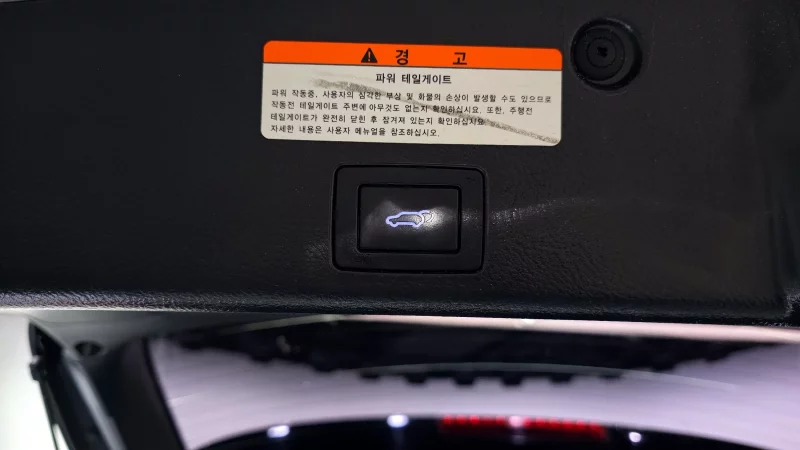 경 고
파워 테일게이트
파워 작동중, 사용자의 심각한 부상 및 화물의 손상이 발생할 수도 있으므로
작동전 테일게이트 주변에 아무것도 없는지 확인하십시요. 또한, 주행전
테일게이트가 완전히 닫힌 후 잠겨져 있는지 확인하십시요.
자세한 내용은 사용자 메뉴얼을 참조하십시오.